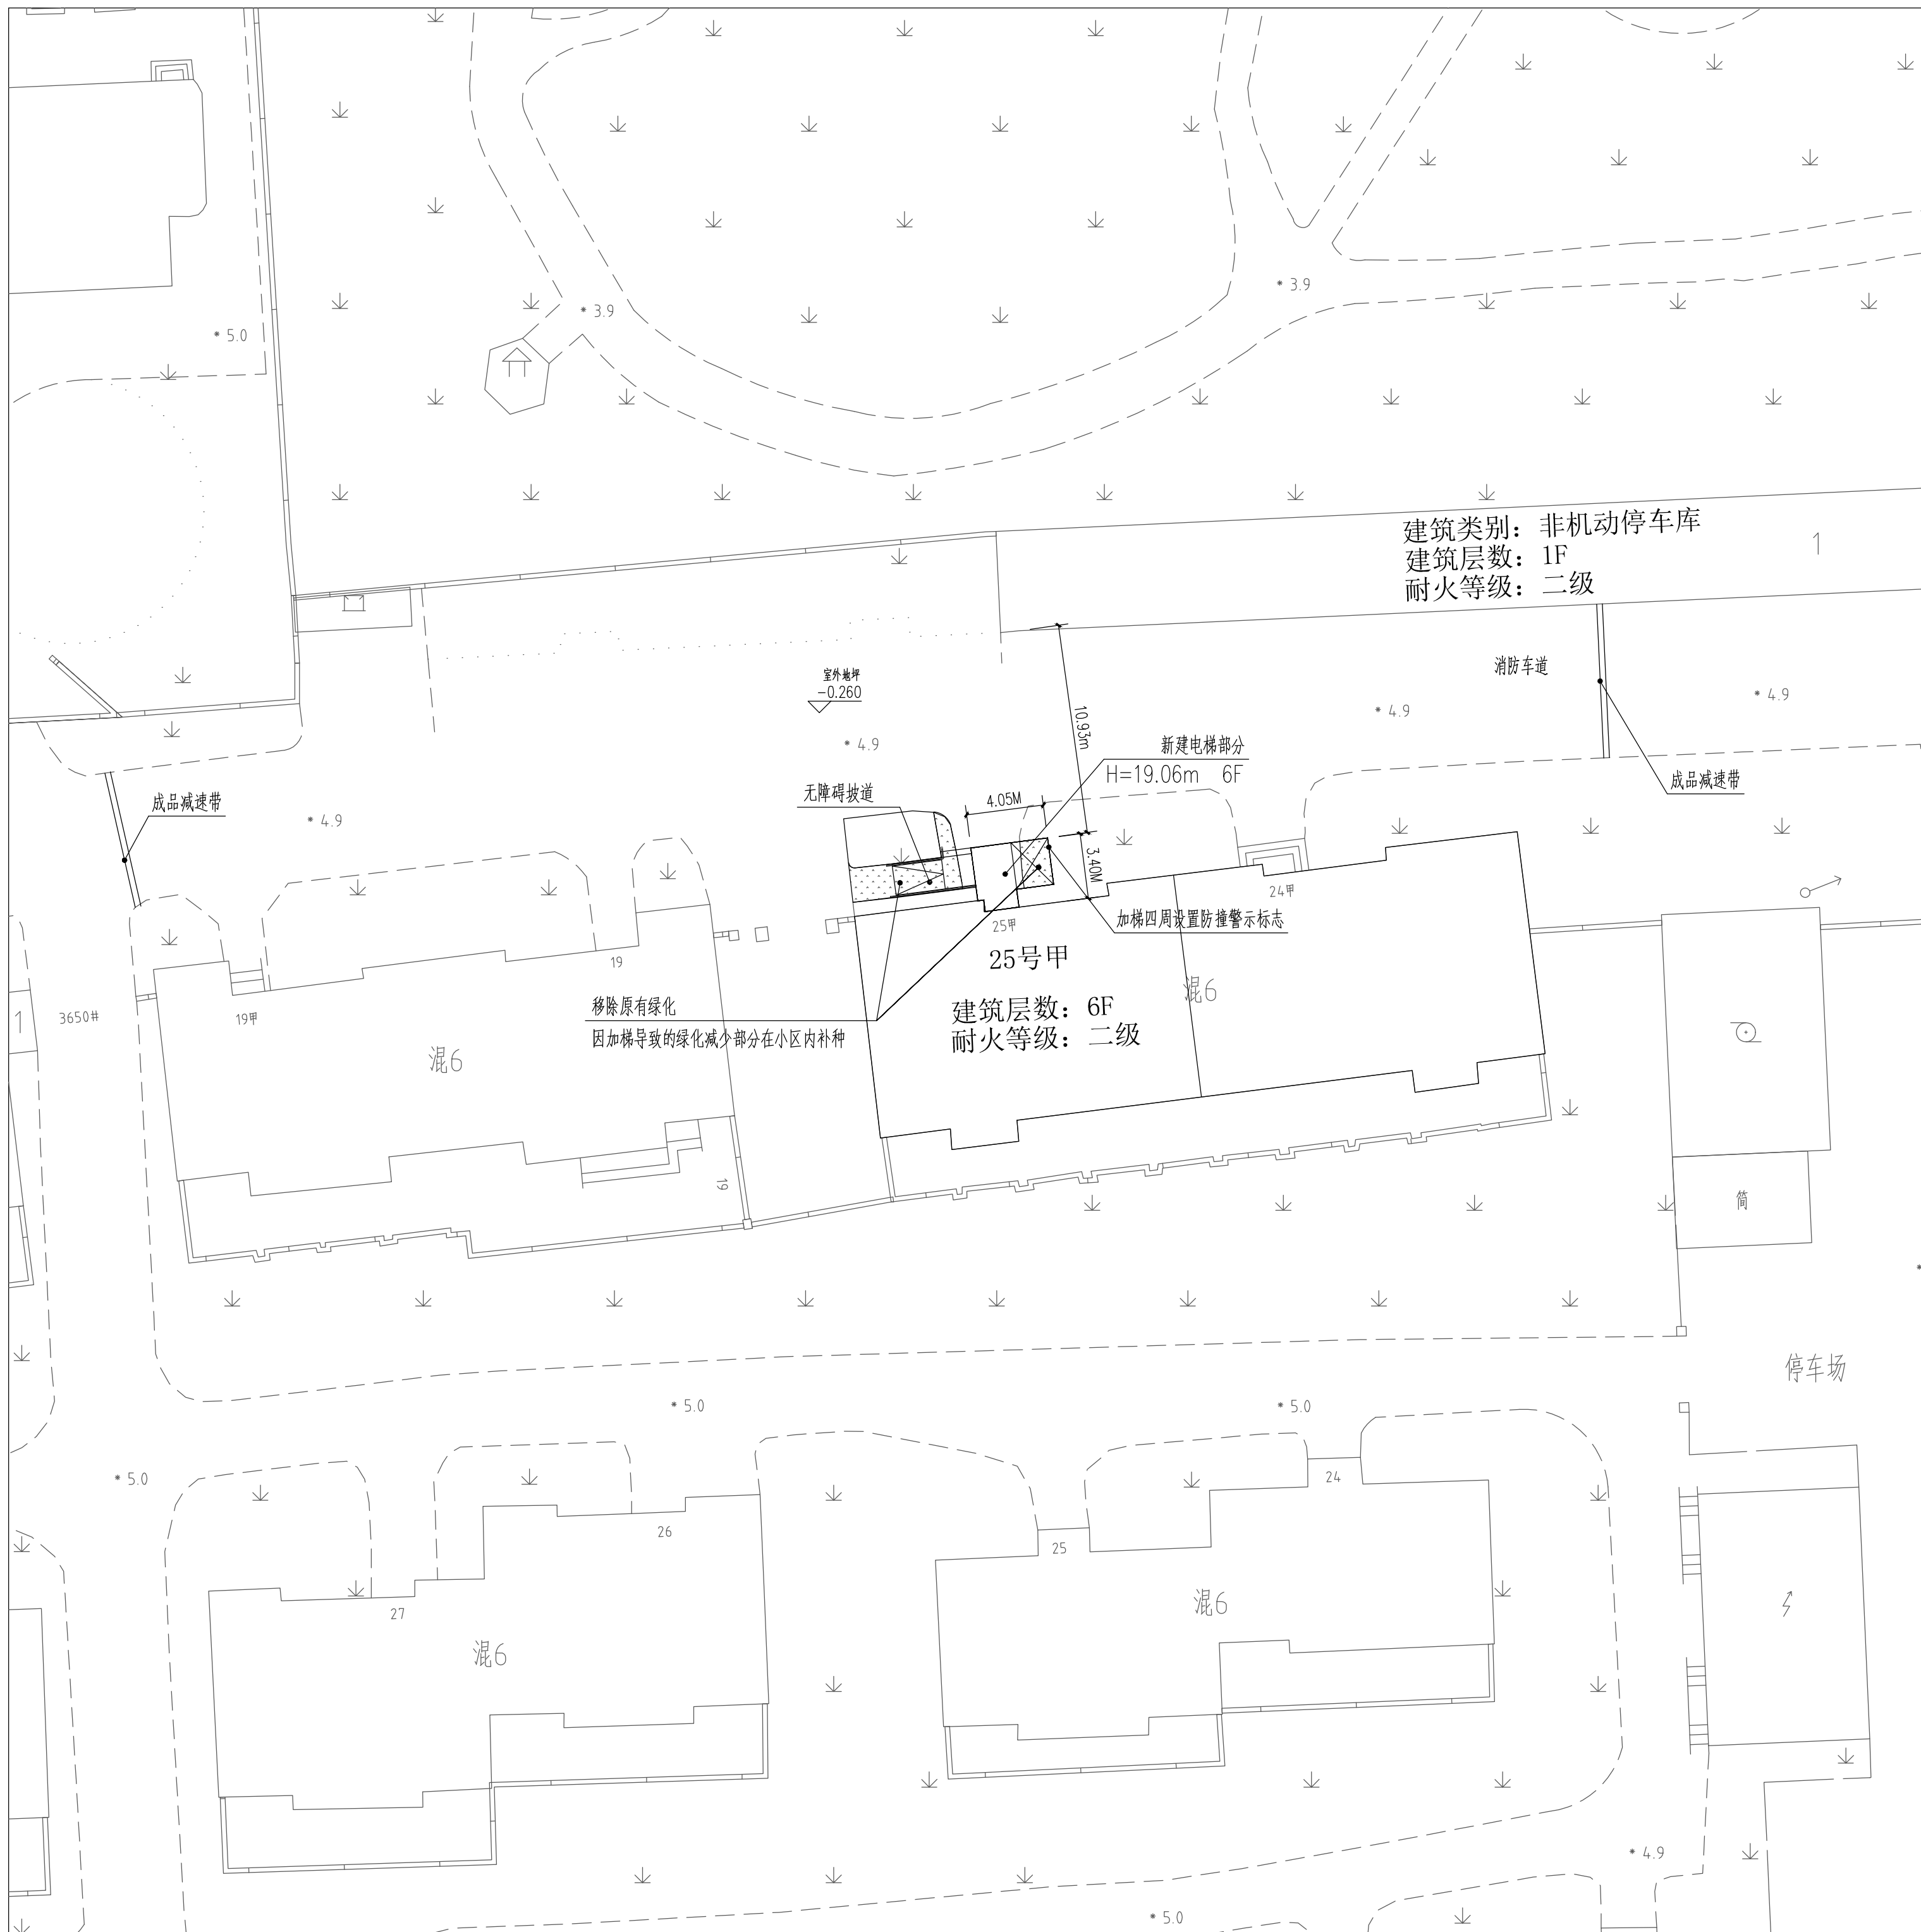 3.9
3.9
5.0
建筑类别：非机动停车库
建筑层数：1F
耐火等级：二级
1
消防车道
室外地坪
-0.260
4.9
4.9
4.9
10.93m
新建电梯部分
H=19.06m 6F
成品减速带
无障碍坡道
4.05M
成品减速带
4.9
3.40M
24甲
加梯四周设置防撞警示标志
25甲
25号甲
19
混6
移除原有绿化
因加梯导致的绿化减少部分在小区内补种
建筑层数：6F
耐火等级：二级
1
3650#
19甲
混6
19
简
停车场
5.0
5.0
5.0
24
26
25
27
混6
混6
4.9
5.0